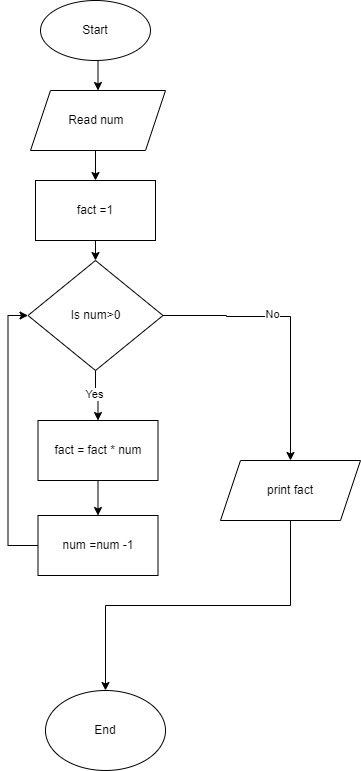 Start
Read num
fact =1
Is num>0
No
Yes
fact = fact * num
print fact
num =num -1
End